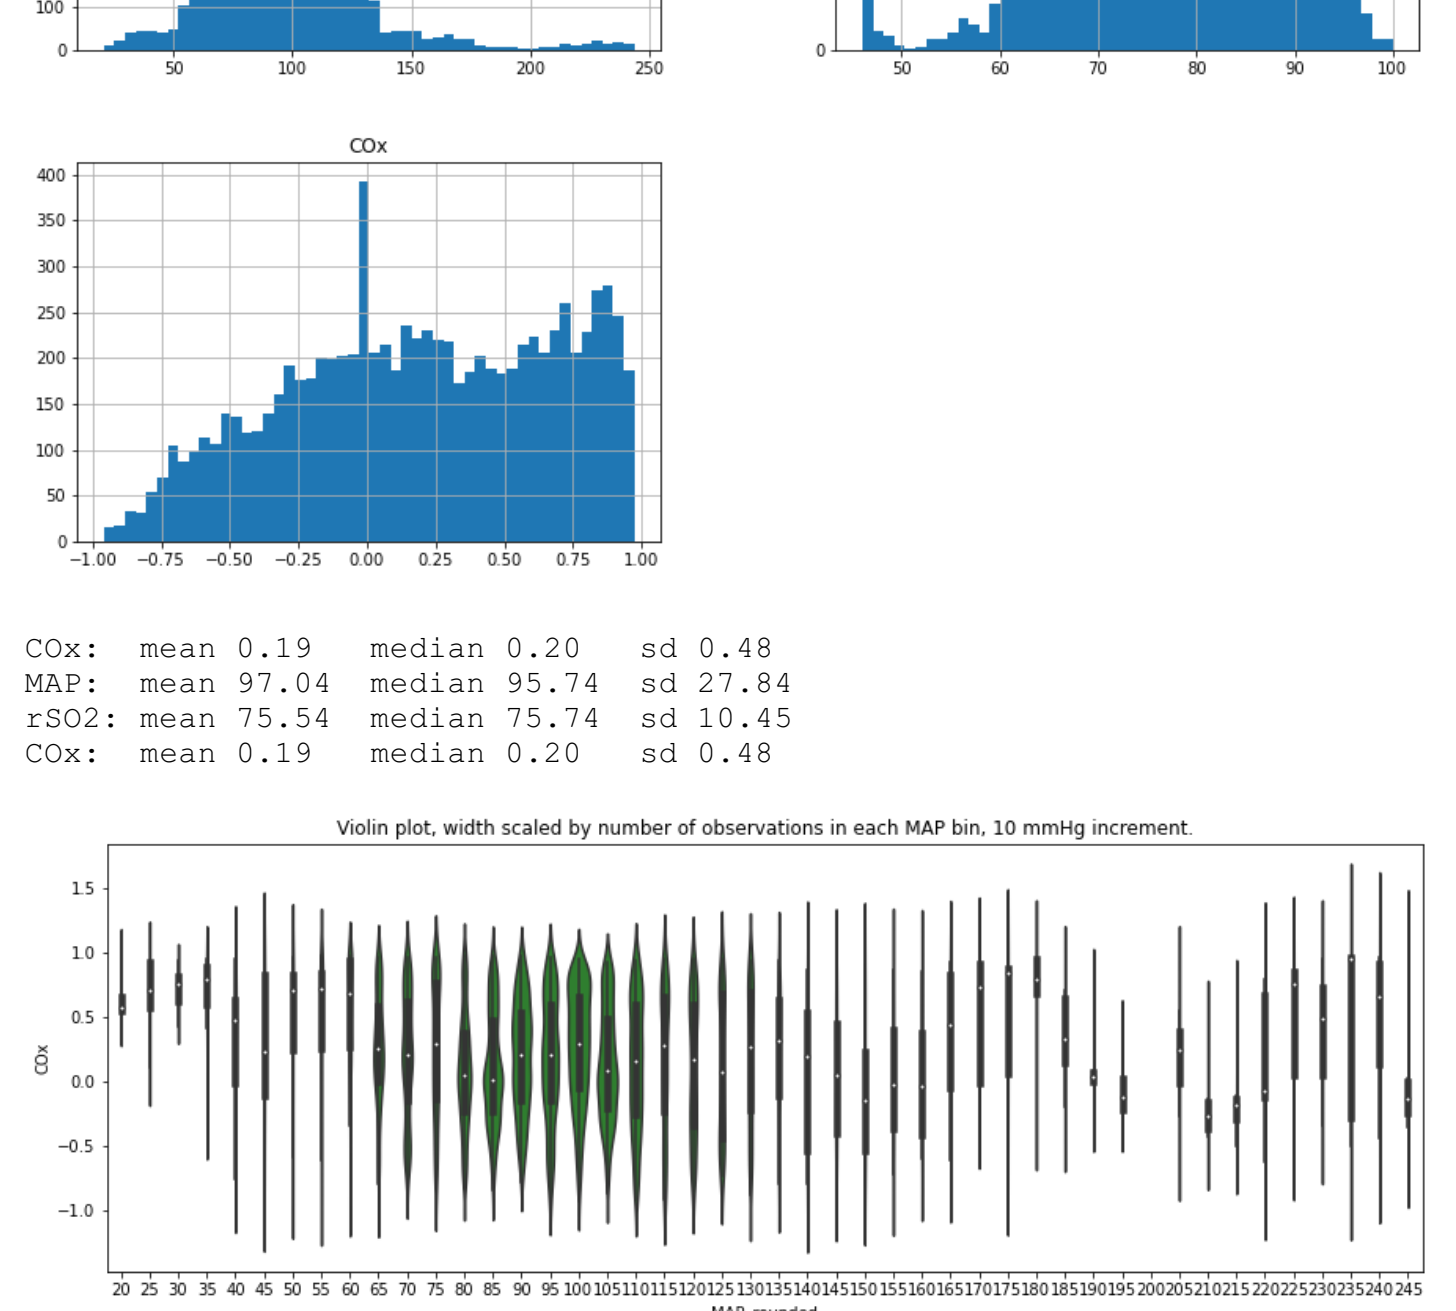 100
0
50 100 150 200 250
0
50 60 70 80 90 100
COx
400
350
300
250
200
150
100
50
0
−1.00 −0.75 −0.50 −0.25 0.00 0.25 0.50 0.75 1.00
COx: mean 0.19 median 0.20 sd 0.48
MAP: mean 97.04 median 95.74 sd 27.84
rSO2: mean 75.54 median 75.74 sd 10.45
COx: mean 0.19 median 0.20 sd 0.48
Violin plot, width scaled by number of observations in each MAP bin, 10 mmHg increment.
COx
1.5
1.0
0.5
0.0
−0.5
−1.0
20 25 30 35 40 45 50 55 60 65 70 75 80 85 90 95 100 105 110 115 120 125 130 135 140 145 150 155 160 165 170 175 180 185 190 195 200 205 210 215 220 225 230 235 240 245
MAP rounded